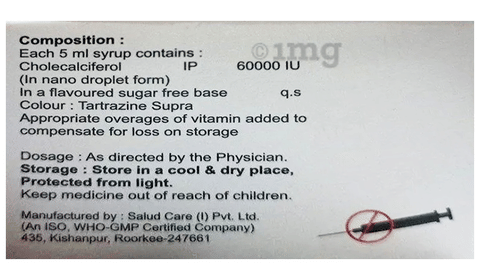 Composition :
Each 5 ml syrup contains :
Cholecalciferol IP 60000 IU
(In nano droplet form)
In a flavoured sugar free base q.s
Colour : Tartrazine Supra
Appropriate overages of vitamin added to
compensate for loss on storage
Dosage : As directed by the Physician.
Storage : Store in a cool & dry place,
Protected from light.
Keep medicine out of reach of children.
Manufactured by : Salud Care (I) Pvt. Ltd.
(An ISO, WHO-GMP Certified Company)
435, Kishanpur, Roorkee-247661
©1mg